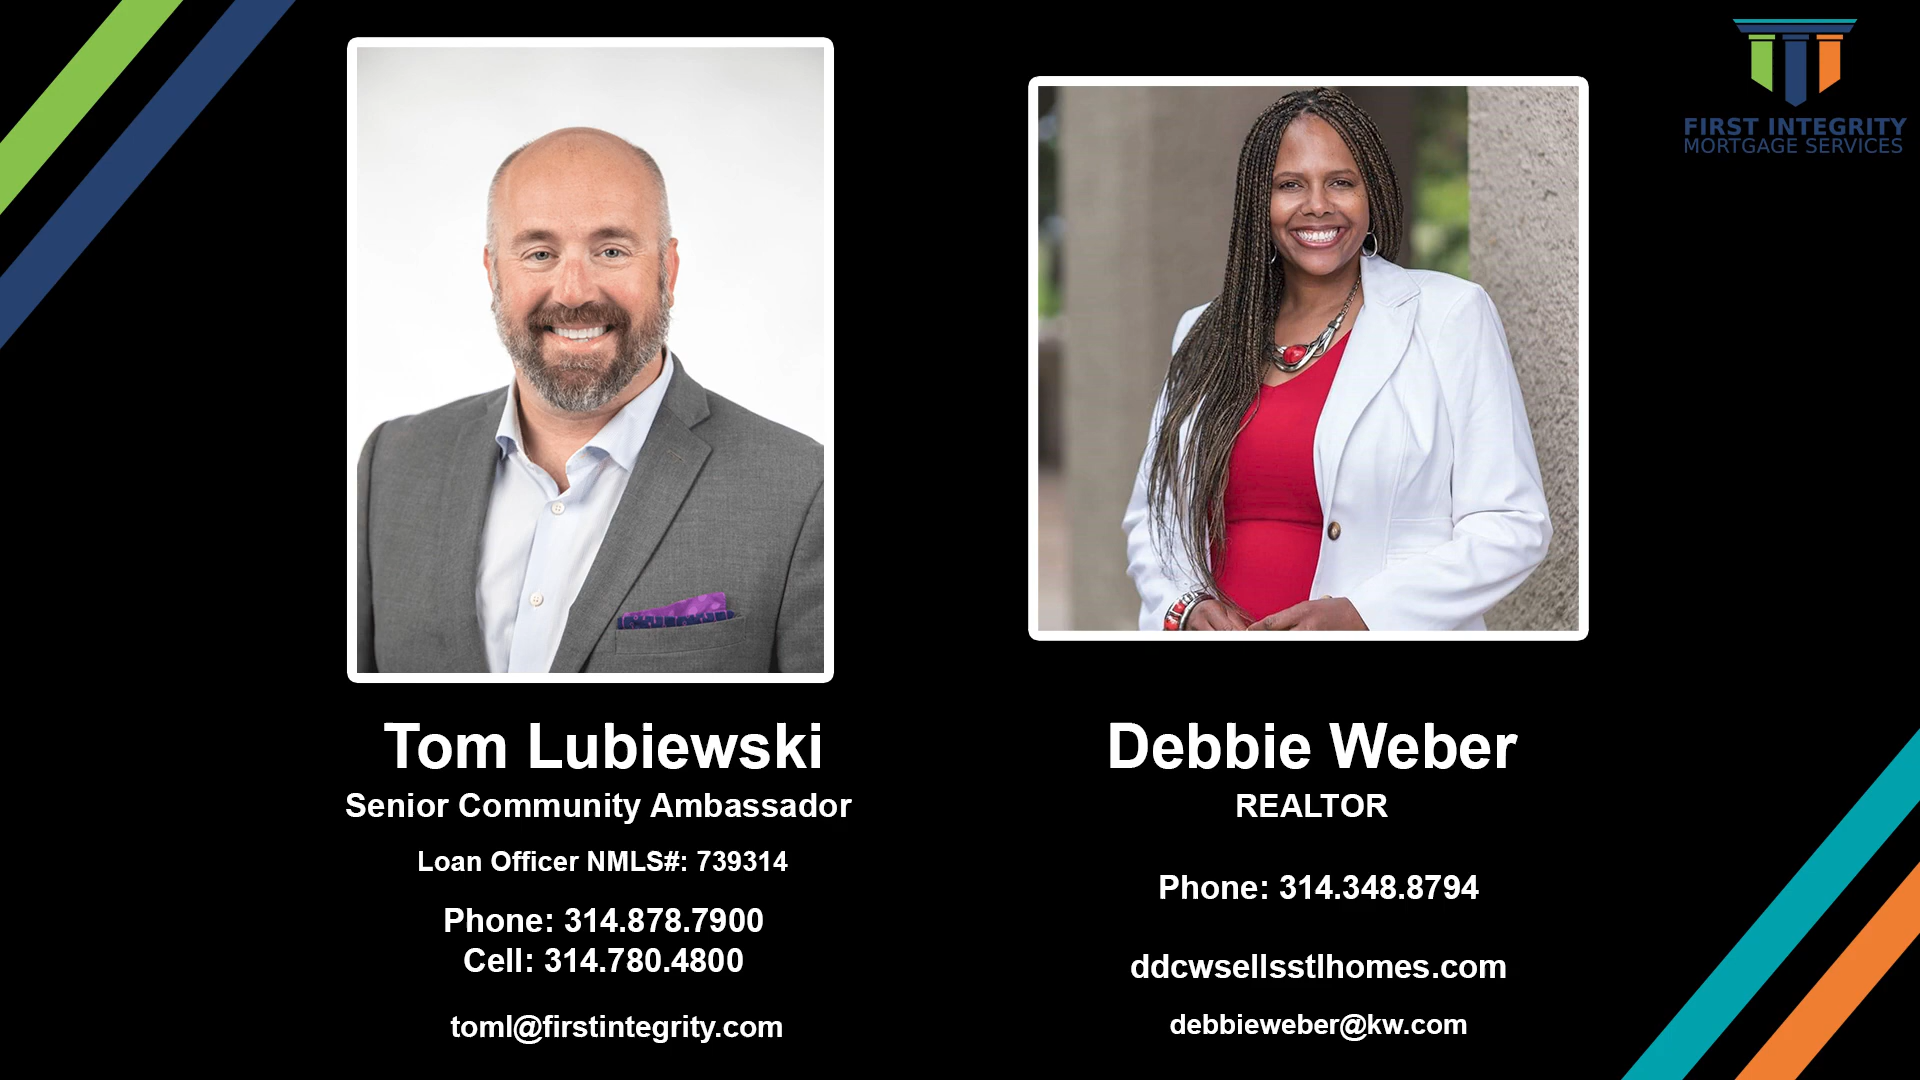 FIRST INTEGRITY
MORTGAGE SERVICES
Tom Lubiewski
Senior Community Ambassador
Loan Officer NMLS#: 739314
Phone: 314.878.7900
Cell: 314.780.4800
toml@firstintegrity.com
Debbie Weber
REALTOR
Phone: 314.348.8794
ddcwsellsstlhomes.com
debbieweber@kw.com